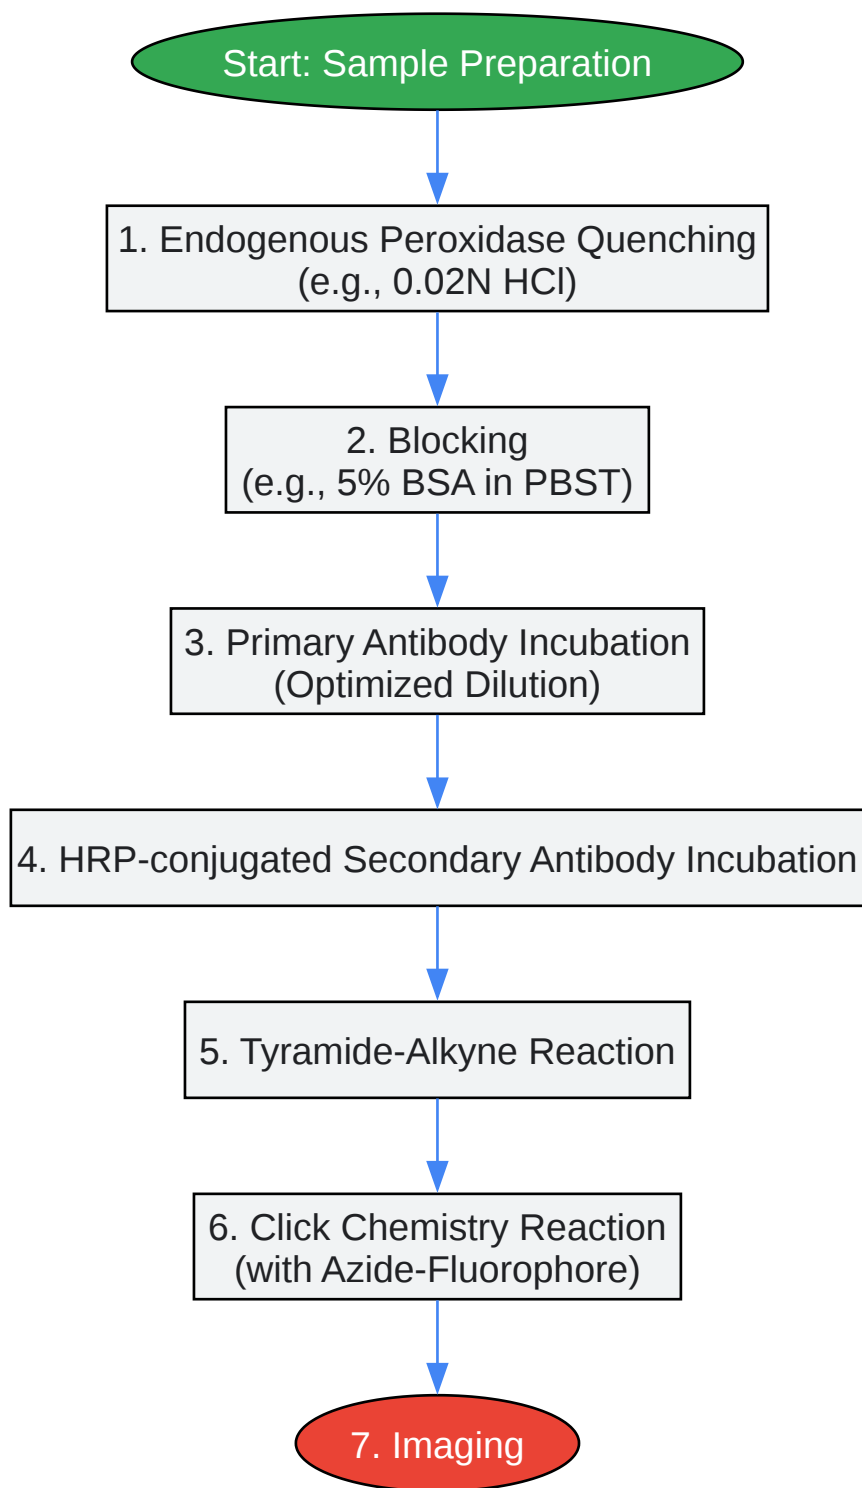 Start: Sample Preparation
1. Endogenous Peroxidase Quenching
(e.g., 0.02N HCl)
2. Blocking
(e.g., 5% BSA in PBST)
3. Primary Antibody Incubation
(Optimized Dilution)
4. HRP-conjugated Secondary Antibody Incubation
5. Tyramide-Alkyne Reaction
6. Click Chemistry Reaction
(with Azide-Fluorophore)
7. Imaging